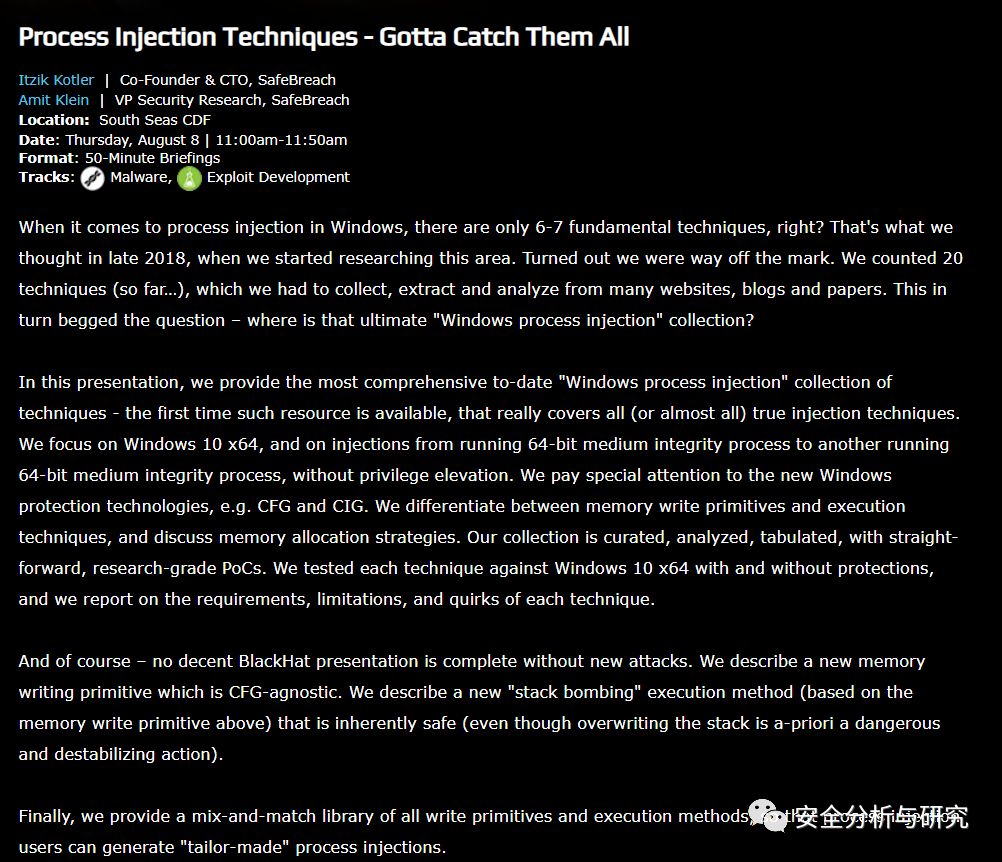 Process Injection Techniques - Gotta Catch Them All
Itzik Kotler | Co-Founder & CTO, SafeBreach
Amit Klein | VP Security Research, SafeBreach
Location: South Seas CDF
Date: Thursday, August 8 | 11:00am-11:50am
Format: 50-Minute Briefings
Tracks: Malware, Exploit Development
When it comes to process injection in Windows, there are only 6-7 fundamental techniques, right? That's what we
thought in late 2018, when we started researching this area. Turned out we were way off the mark. We counted 20
techniques (so far…), which we had to collect, extract and analyze from many websites, blogs and papers. This in
turn begged the question – where is that ultimate "Windows process injection" collection?
In this presentation, we provide the most comprehensive to-date "Windows process injection" collection of
techniques - the first time such resource is available, that really covers all (or almost all) true injection techniques.
We focus on Windows 10 x64, and on injections from running 64-bit medium integrity process to another running
64-bit medium integrity process, without privilege elevation. We pay special attention to the new Windows
protection technologies, e.g. CFG and CIG. We differentiate between memory write primitives and execution
techniques, and discuss memory allocation strategies. Our collection is curated, analyzed, tabulated, with straight-
forward, research-grade PoCs. We tested each technique against Windows 10 x64 with and without protections,
and we report on the requirements, limitations, and quirks of each technique.
And of course – no decent BlackHat presentation is complete without new attacks. We describe a new memory
writing primitive which is CFG-agnostic. We describe a new "stack bombing" execution method (based on the
memory write primitive above) that is inherently safe (even though overwriting the stack is a-priori a dangerous
and destabilizing action).
Finally, we provide a mix-and-match library of all write primitives and execution methods, so that process injection
users can generate "tailor-made" process injections.
安全分析与研究